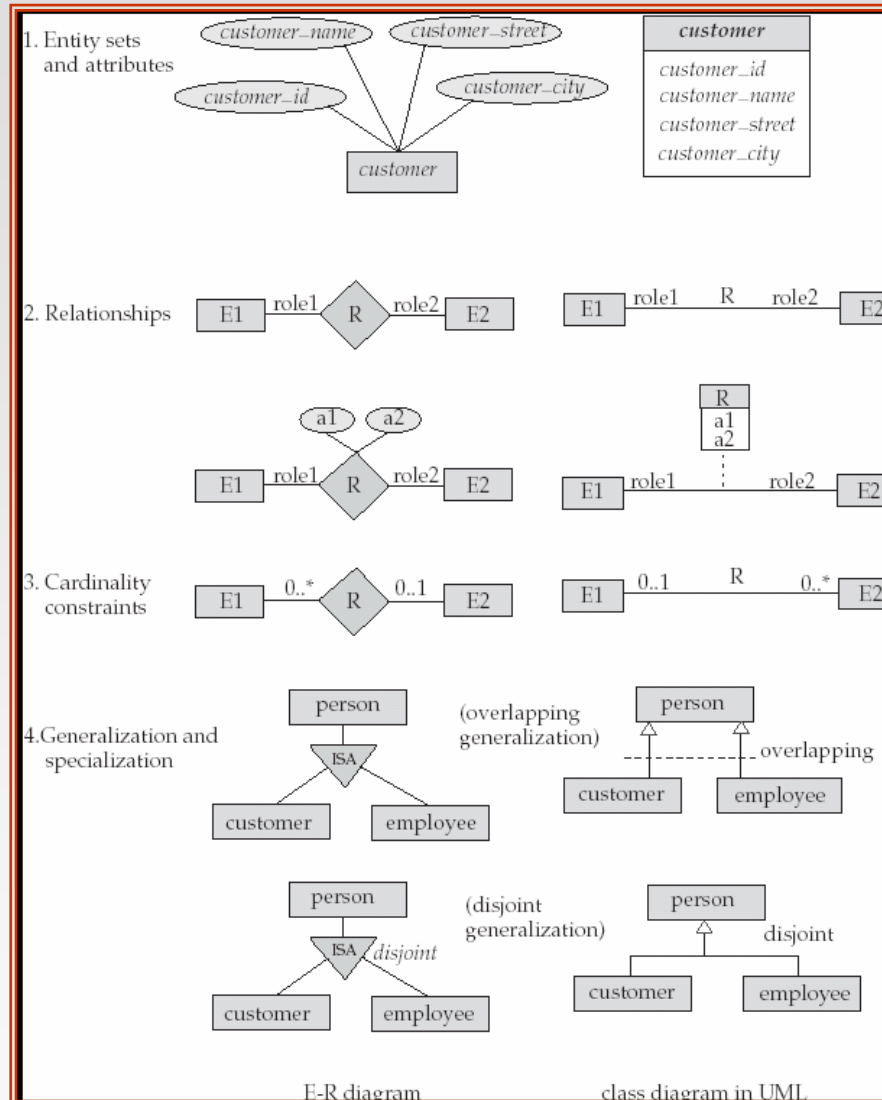 1. Entity sets
and attributes
customer_name
customer_street
customer_id
customer_city
customer
customer
customer_id
customer_name
customer_street
customer_city
2. Relationships
E1 role1 R role2 E2
E1 role1 R role2 E2
a1 a2
E1 role1 R role2 E2
R
a1
a2
E1 role1 role2 E2
3. Cardinality
constraints
E1 0..* R 0..1 E2
E1 0..1 R 0..* E2
4.Generalization and
specialization
person
ISA
customer employee
(overlapping
generalization)
person
overlapping
customer employee
person
ISA disjoint
customer employee
(disjoint
generalization)
person
disjoint
customer employee
E-R diagram class diagram in UML